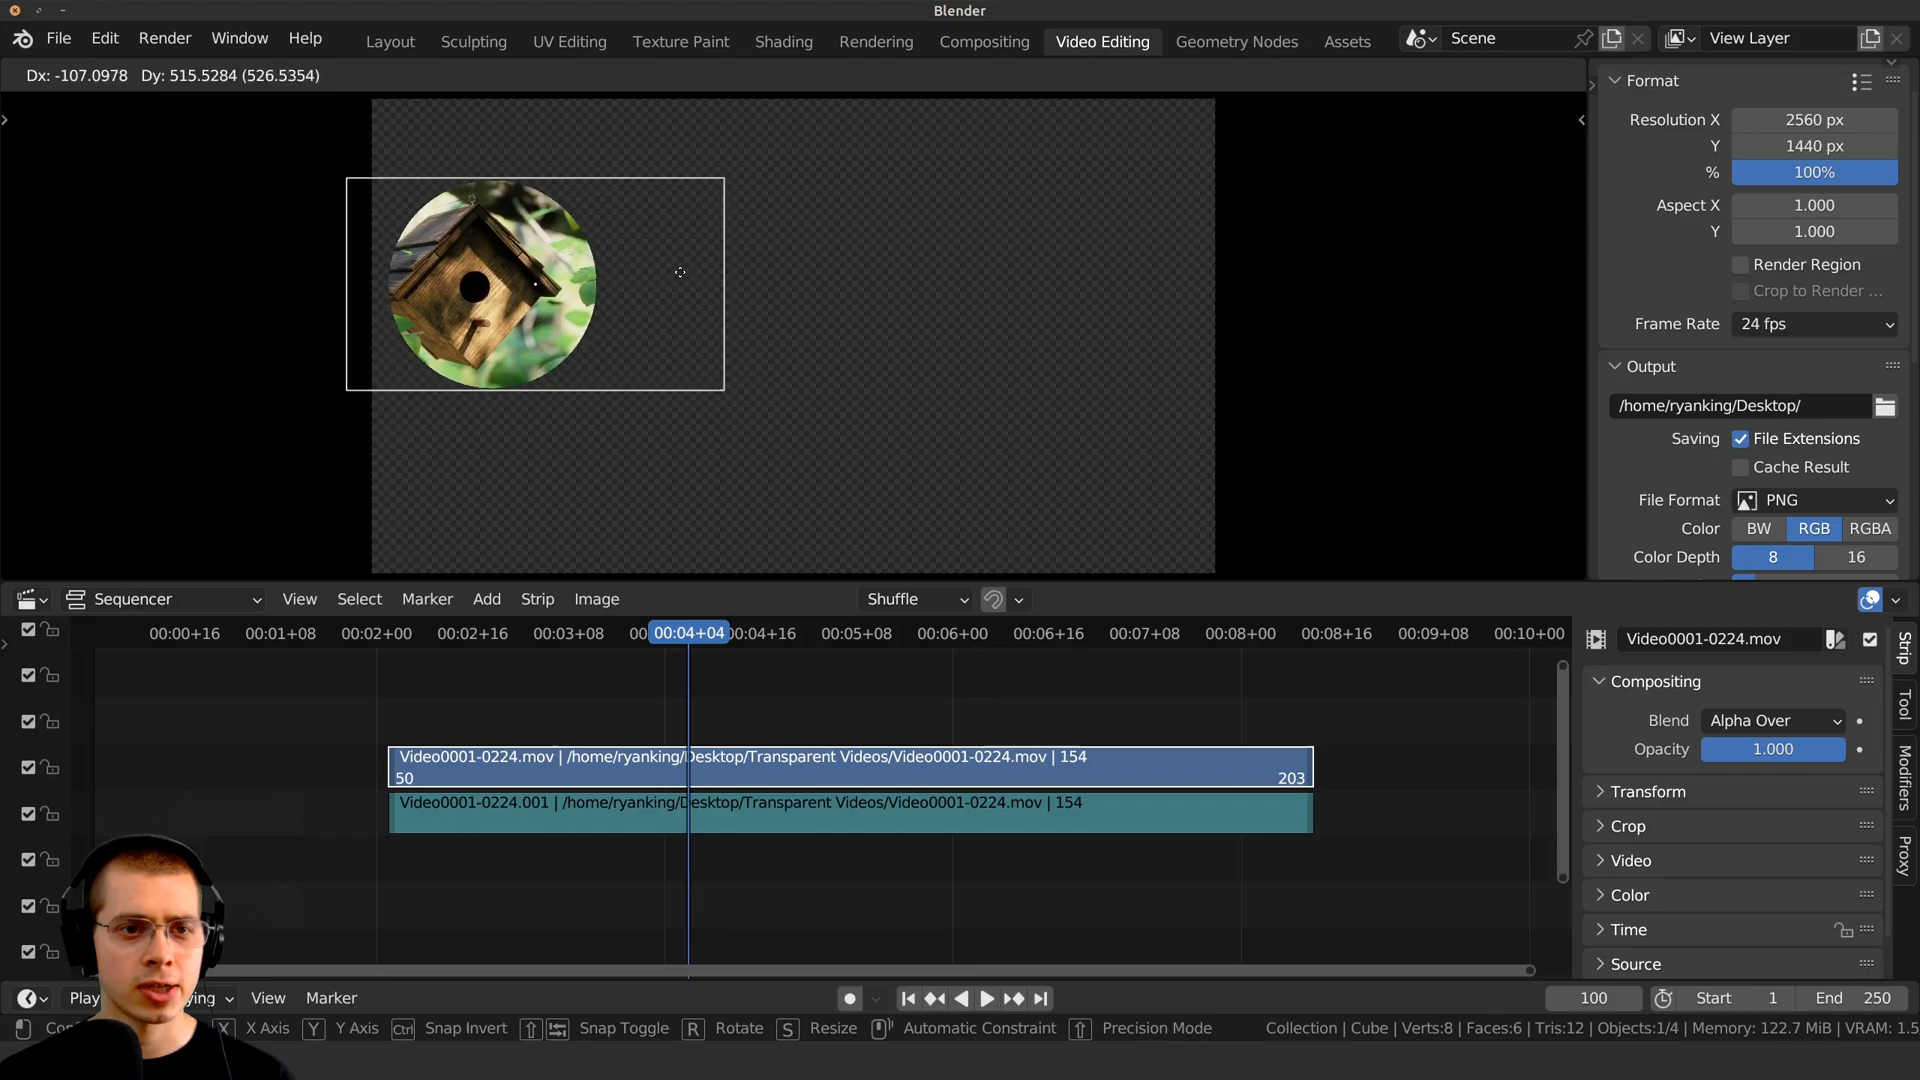 Blender
File Edit Render Window Help Layout Sculpting UV Editing Texture Paint Shading Rendering Compositing Video Editing Geometry Nodes Assets Scene View Layer
Dx: -107.0978 Dy: 515.5284 (526.5354)
Format
Resolution X 2560 px
Y 1440 px
% 100%
Aspect X 1.000
Y 1.000
Render Region
Crop to Render ...
Frame Rate 24 fps
Output
/home/ryanking/Desktop/
Saving File Extensions
Cache Result
File Format PNG
Color BW RGB RGBA
Color Depth 8 16
Sequencer View Select Marker Add Strip Image Shuffle
00:00+16 00:01+08 00:02+00 00:02+16 00:03+08 00:04+04 00:04+16 00:05+08 00:06+00 00:06+16 00:07+08 00:08+00 00:08+16 00:09+08 00:10+00
Video0001-0224.mov | /home/ryanking/Desktop/Transparent Videos/Video0001-0224.mov | 154
50 203
Video0001-0224.001 | /home/ryanking/Desktop/Transparent Videos/Video0001-0224.mov | 154
Video0001-0224.mov
Compositing
Blend Alpha Over
Opacity 1.000
Transform
Crop
Video
Color
Time
Source
Strip
Tool
Modifiers
Proxy
Play ying View Marker 100 Start 1 End 250
X X Axis Y Y Axis Ctrl Snap Invert Snap Toggle R Rotate S Resize Automatic Constraint Precision Mode Collection | Cube | Verts:8 | Faces:6 | Tris:12 | Objects:1/4 | Memory: 122.7 MiB | VRAM: 1.5